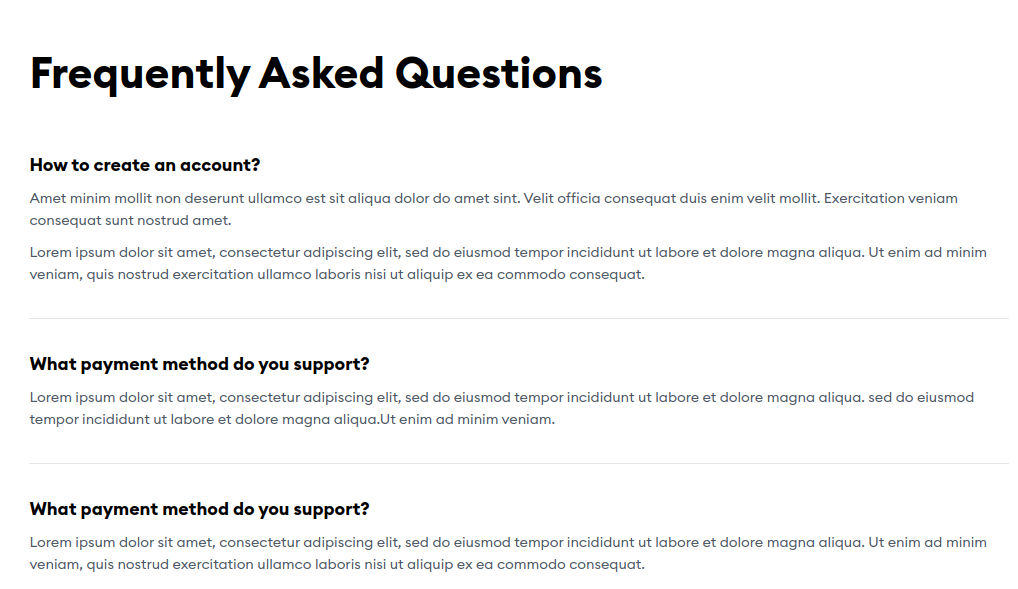 Frequently Asked Questions
How to create an account?
Amet minim mollit non deserunt ullamco est sit aliqua dolor do amet sint. Velit officia consequat duis enim velit mollit. Exercitation veniam
consequat sunt nostrud amet.
Lorem ipsum dolor sit amet, consectetur adipiscing elit, sed do eiusmod tempor incididunt ut labore et dolore magna aliqua. Ut enim ad minim
veniam, quis nostrud exercitation ullamco laboris nisi ut aliquip ex ea commodo consequat.
What payment method do you support?
Lorem ipsum dolor sit amet, consectetur adipiscing elit, sed do eiusmod tempor incididunt ut labore et dolore magna aliqua. sed do eiusmod
tempor incididunt ut labore et dolore magna aliqua.Ut enim ad minim veniam.
What payment method do you support?
Lorem ipsum dolor sit amet, consectetur adipiscing elit, sed do eiusmod tempor incididunt ut labore et dolore magna aliqua. Ut enim ad minim
veniam, quis nostrud exercitation ullamco laboris nisi ut aliquip ex ea commodo consequat.